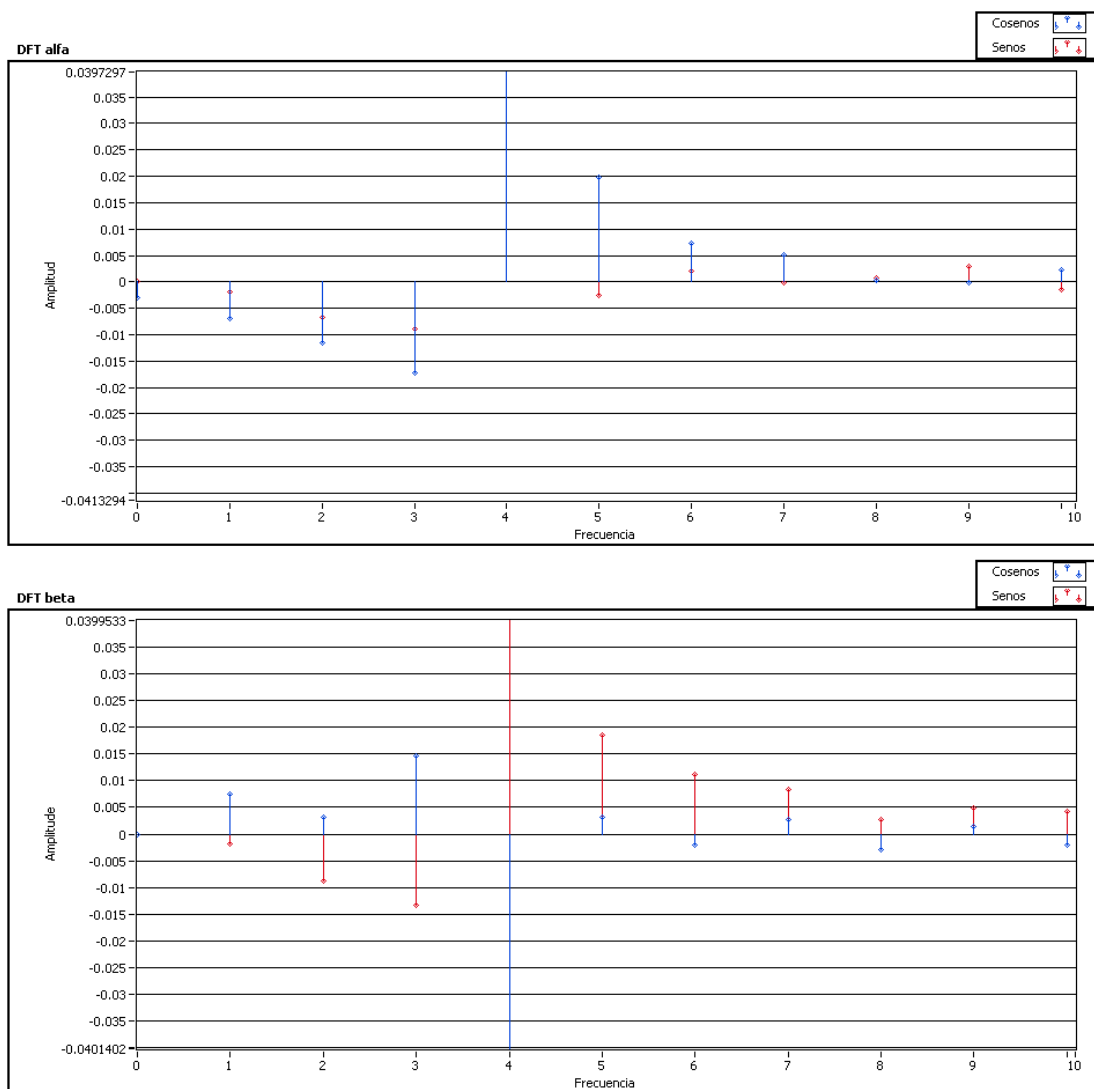 Cosenos
Senos
DFT alfa
0.0397297
0.035
0.03
0.025
0.02
0.015
0.01
0.005
0
-0.005
-0.01
-0.015
-0.02
-0.025
-0.03
-0.035
-0.0413294
Amplitud
0 1 2 3 4 5 6 7 8 9 10
Frecuencia
Cosenos
Senos
DFT beta
0.0399533
0.035
0.03
0.025
0.02
0.015
0.01
0.005
0
-0.005
-0.01
-0.015
-0.02
-0.025
-0.03
-0.035
-0.0401402
Amplitude
0 1 2 3 4 5 6 7 8 9 10
Frecuencia